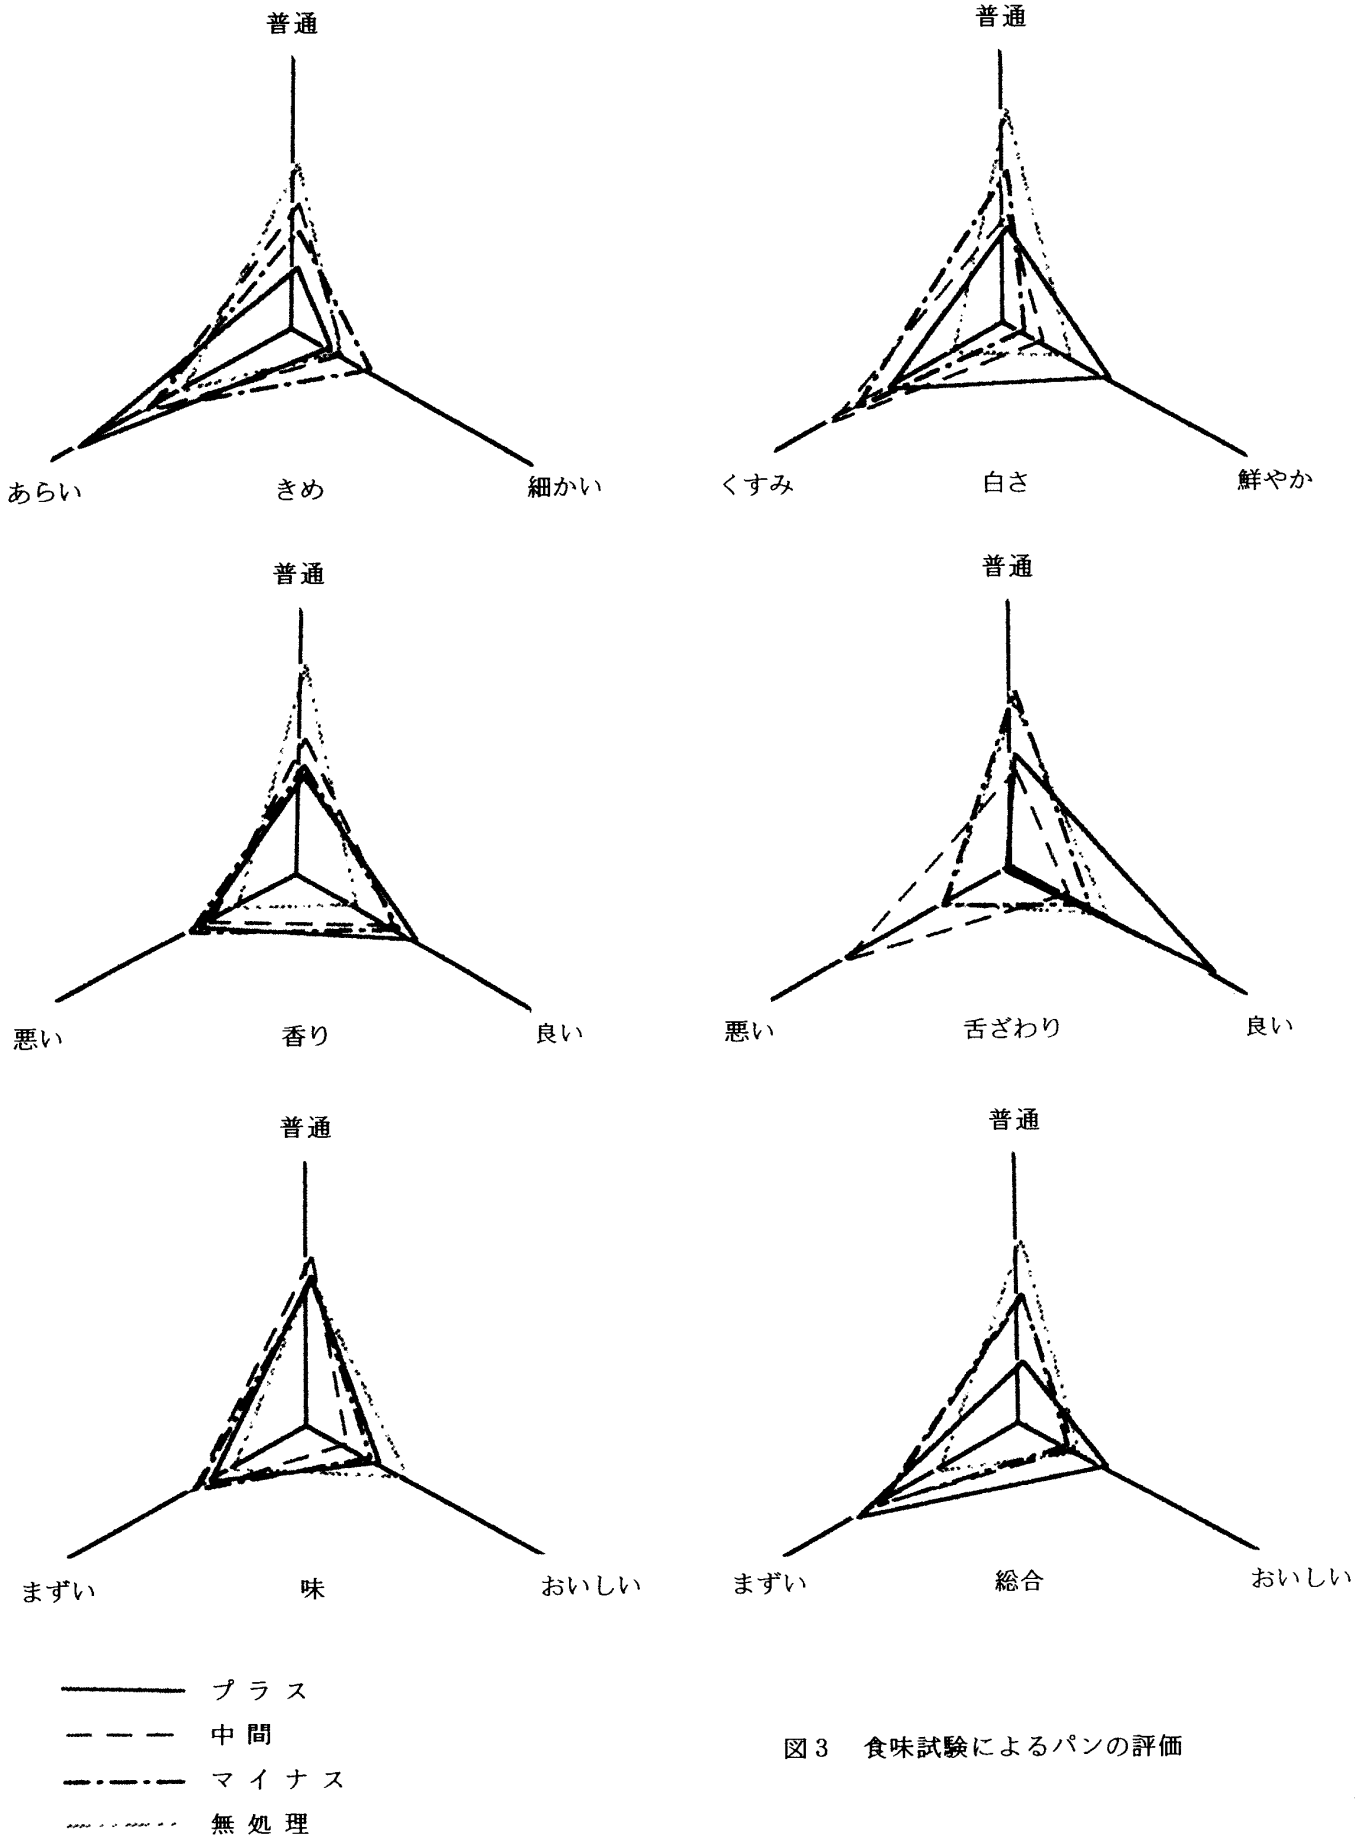 普通
普通
あらい
きめ
細かい
くすみ
白さ
鮮やか
普通
普通
悪い
香り
良い
悪い
舌ざわり
良い
普通
普通
まずい
味
おいしい
まずい
総合
おいしい
プラス
中間
マイナス
無処理
図3 食味試験によるパンの評価